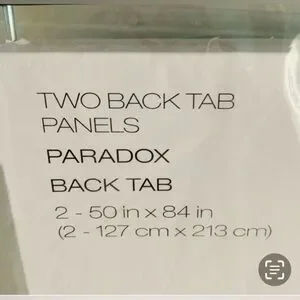 TWO BACK TAB
PANELS
PARADOX
BACK TAB
2 - 50 in x 84 in
(2 - 127 cm x 213 cm)